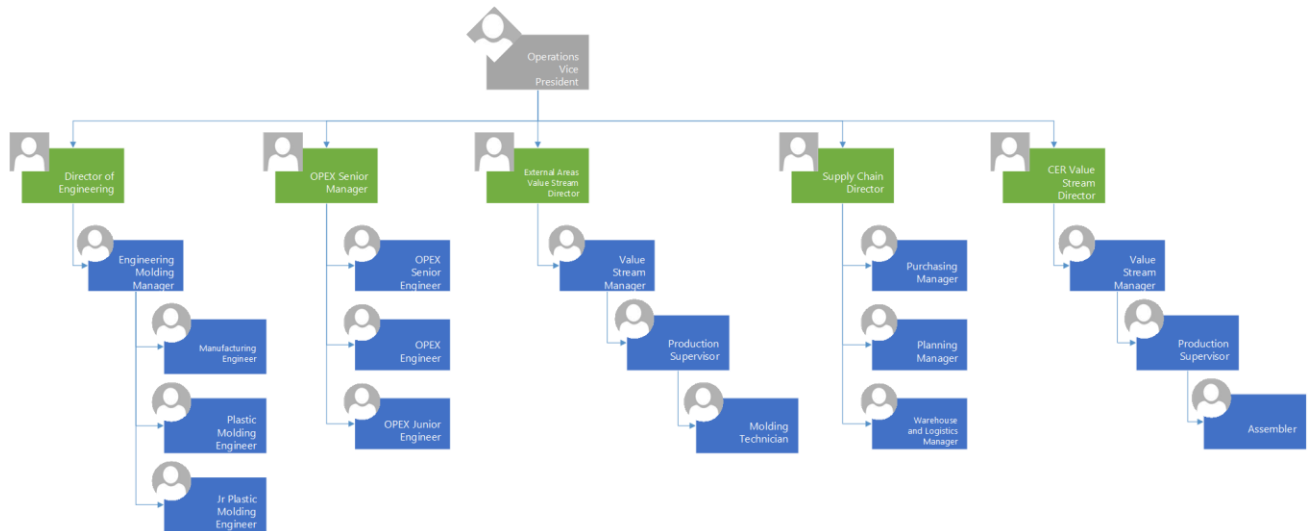 Operations
Vice
President
Director of
Engineering
OPEX Senior
Manager
External Areas
Value Stream
Director
Supply Chain
Director
CER Value
Stream
Director
Engineering
Molding
Manager
OPEX
Senior
Engineer
Value
Stream
Manager
Purchasing
Manager
Value
Stream
Manager
Manufacturing
Engineer
OPEX
Engineer
Production
Supervisor
Planning
Manager
Production
Supervisor
Plastic
Molding
Engineer
OPEX Junior
Engineer
Molding
Technician
Warehouse
and Logistics
Manager
Assembler
Jr Plastic
Molding
Engineer